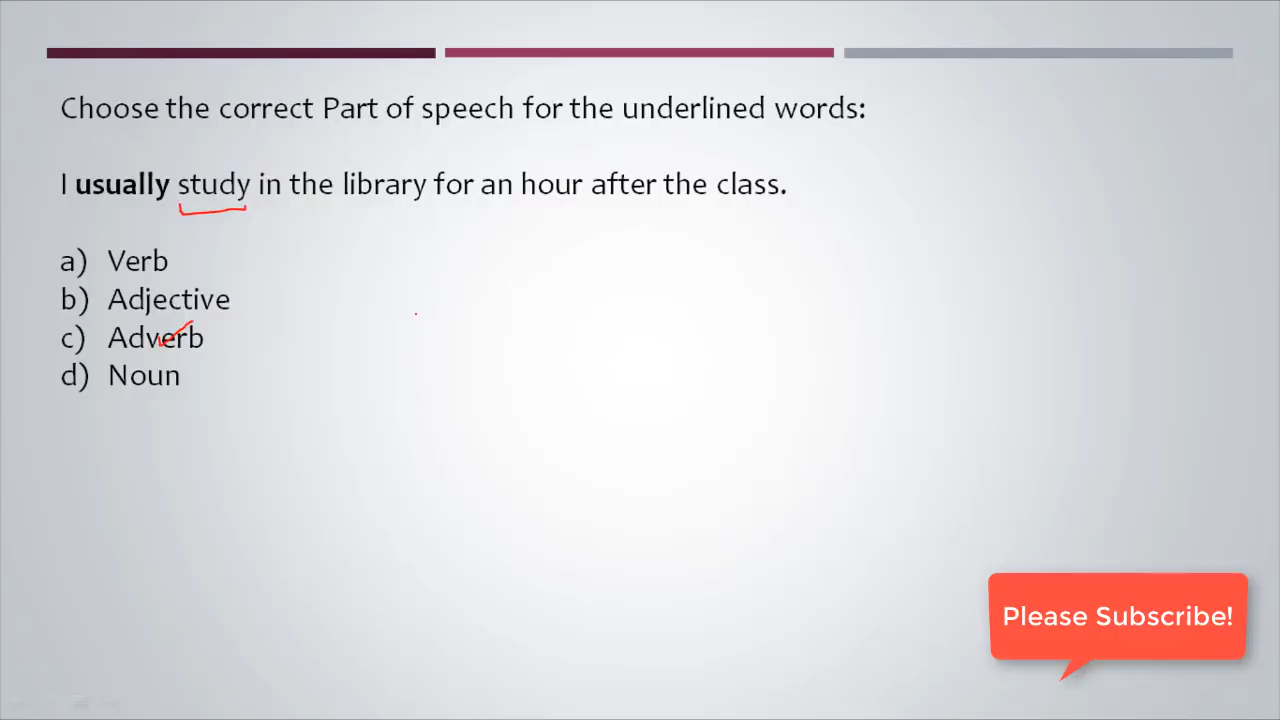 Choose the correct Part of speech for the underlined words:
I usually study in the library for an hour after the class.
a) Verb
b) Adjective
c) Adverb
d) Noun
Please Subscribe!